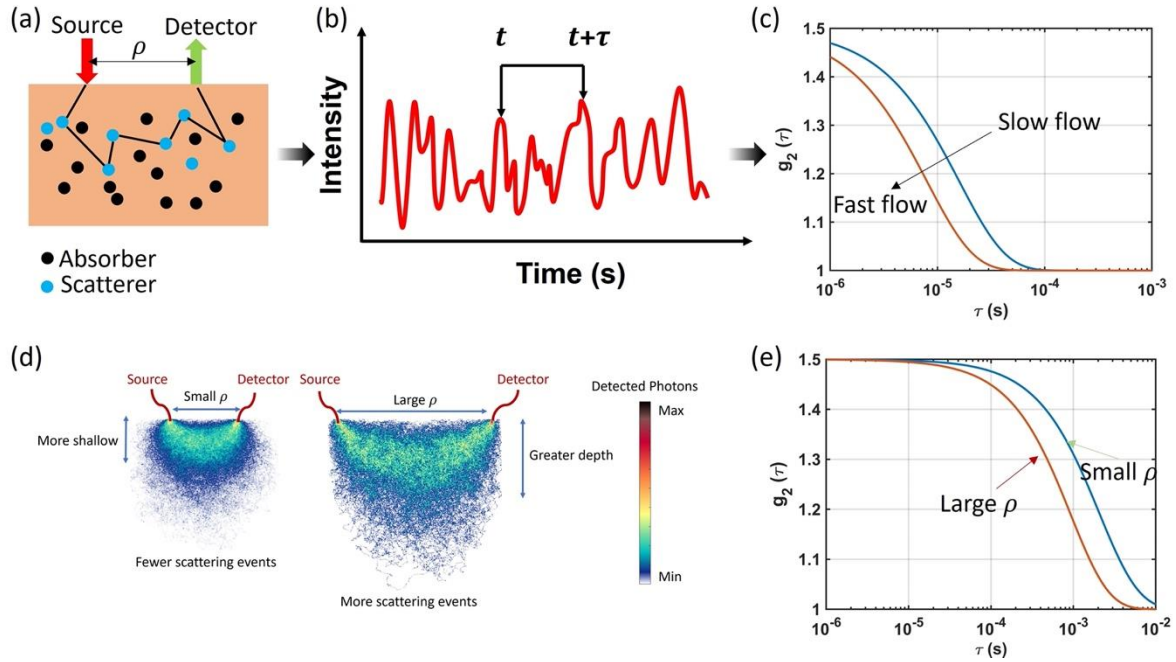 (a)
Source
Detector
ρ
Absorber
Scatterer
(b)
t
t+τ
Intensity
Time (s)
(c)
1.5
1.4
1.3
1.2
1.1
1
g₂ (τ)
Slow flow
Fast flow
10⁻⁶
10⁻⁵
10⁻⁴
10⁻³
τ (s)
(d)
Source
Small ρ
Detector
More shallow
Fewer scattering events
Source
Large ρ
Detector
Greater depth
More scattering events
Detected Photons
Max
Min
(e)
1.5
1.4
1.3
1.2
1.1
1
g₂ (τ)
Small ρ
Large ρ
10⁻⁶
10⁻⁵
10⁻⁴
10⁻³
10⁻²
τ (s)